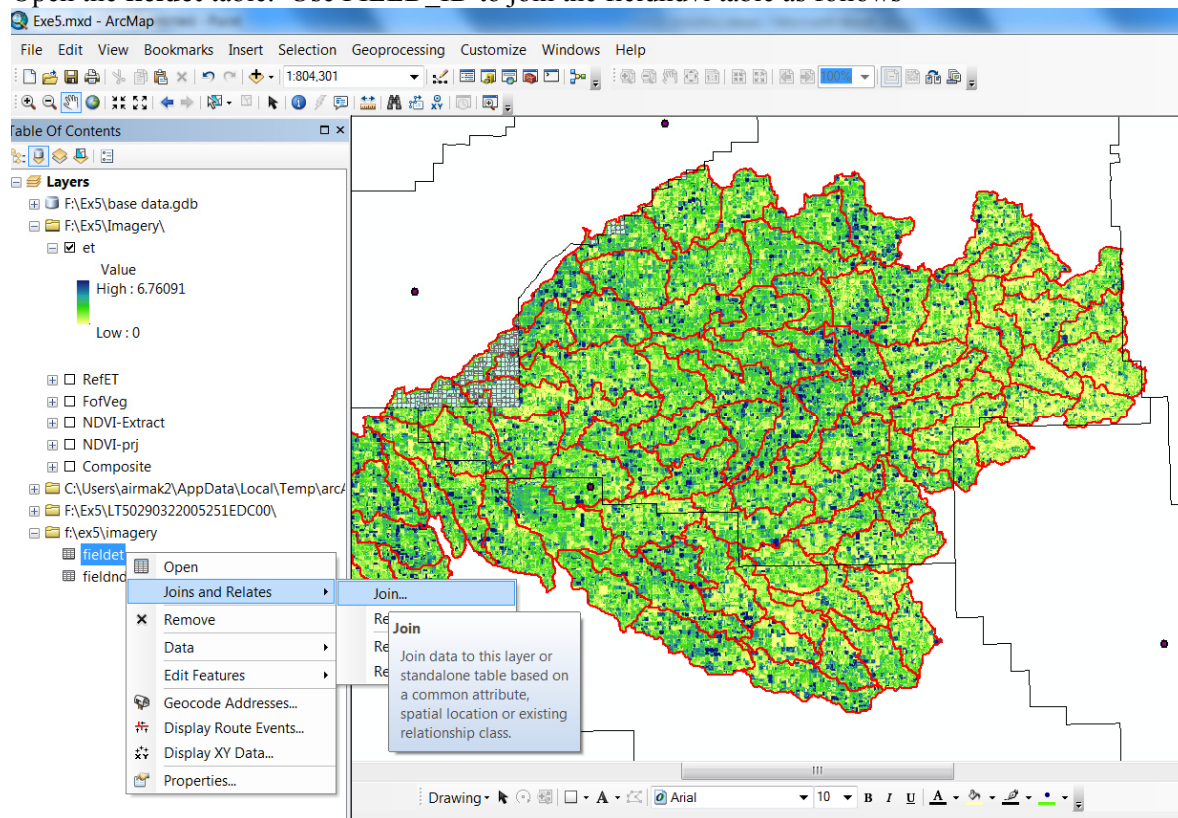 Open the fieldet table. Use FIELD_ID to join the fieldndvi table as follows
Exe5.mxd - ArcMap
File Edit View Bookmarks Insert Selection Geoprocessing Customize Windows Help
1:804,301
100%
Table Of Contents
Layers
F:\Ex5\base data.gdb
F:\Ex5\Imagery\
et
Value
High : 6.76091
Low : 0
RefET
FofVeg
NDVI-Extract
NDVI-prj
Composite
C:\Users\airmak2\AppData\Local\Temp\arcA
F:\Ex5\LT50290322005251EDC00\
f:\ex5\imagery
fieldet
fieldnd
Open
Joins and Relates
Remove
Data
Edit Features
Geocode Addresses...
Display Route Events...
Display XY Data...
Properties...
Join...
Re
Re
Re
Join
Join data to this layer or
standalone table based on
a common attribute,
spatial location or existing
relationship class.
Drawing A Arial 10 B I U A